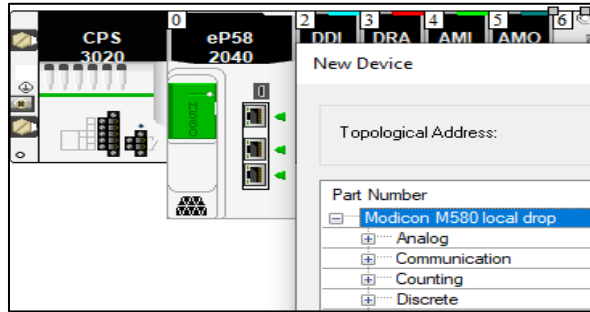 0 2 3 4 5 6
CPS eP58 DDI DRA AMI AMO
3020 2040
New Device
M580
Topological Address:
Part Number
Modicon M580 local drop
Analog
Communication
Counting
Discrete